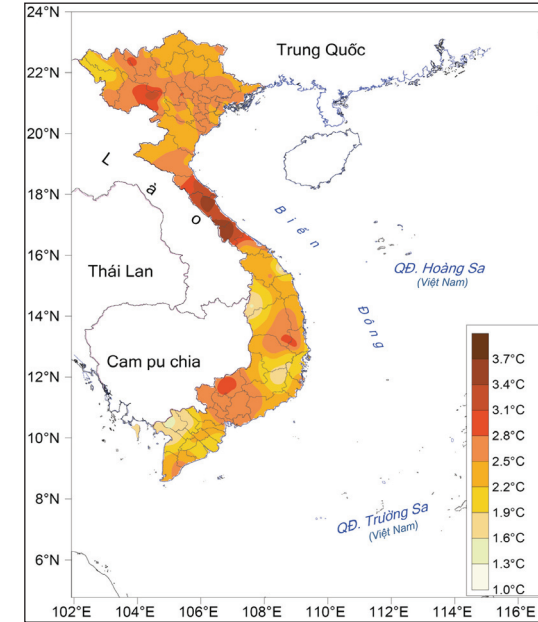 24°N
22°N
20°N
18°N
16°N
14°N
12°N
10°N
8°N
6°N
Trung Quốc
Lào
Biển Đông
QĐ. Hoàng Sa
(Việt Nam)
Thái Lan
Cam pu chia
QĐ. Trường Sa
(Việt Nam)
3.7°C
3.4°C
3.1°C
2.8°C
2.5°C
2.2°C
1.9°C
1.6°C
1.3°C
1.0°C
102°E 104°E 106°E 108°E 110°E 112°E 114°E 116°E